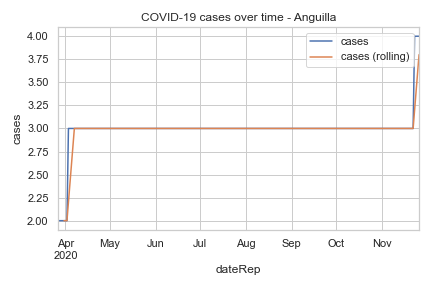 COVID-19 cases over time - Anguilla
cases
cases (rolling)
4.00
3.75
3.50
3.25
3.00
2.75
2.50
2.25
2.00
cases
Apr May Jun Jul Aug Sep Oct Nov
2020
dateRep